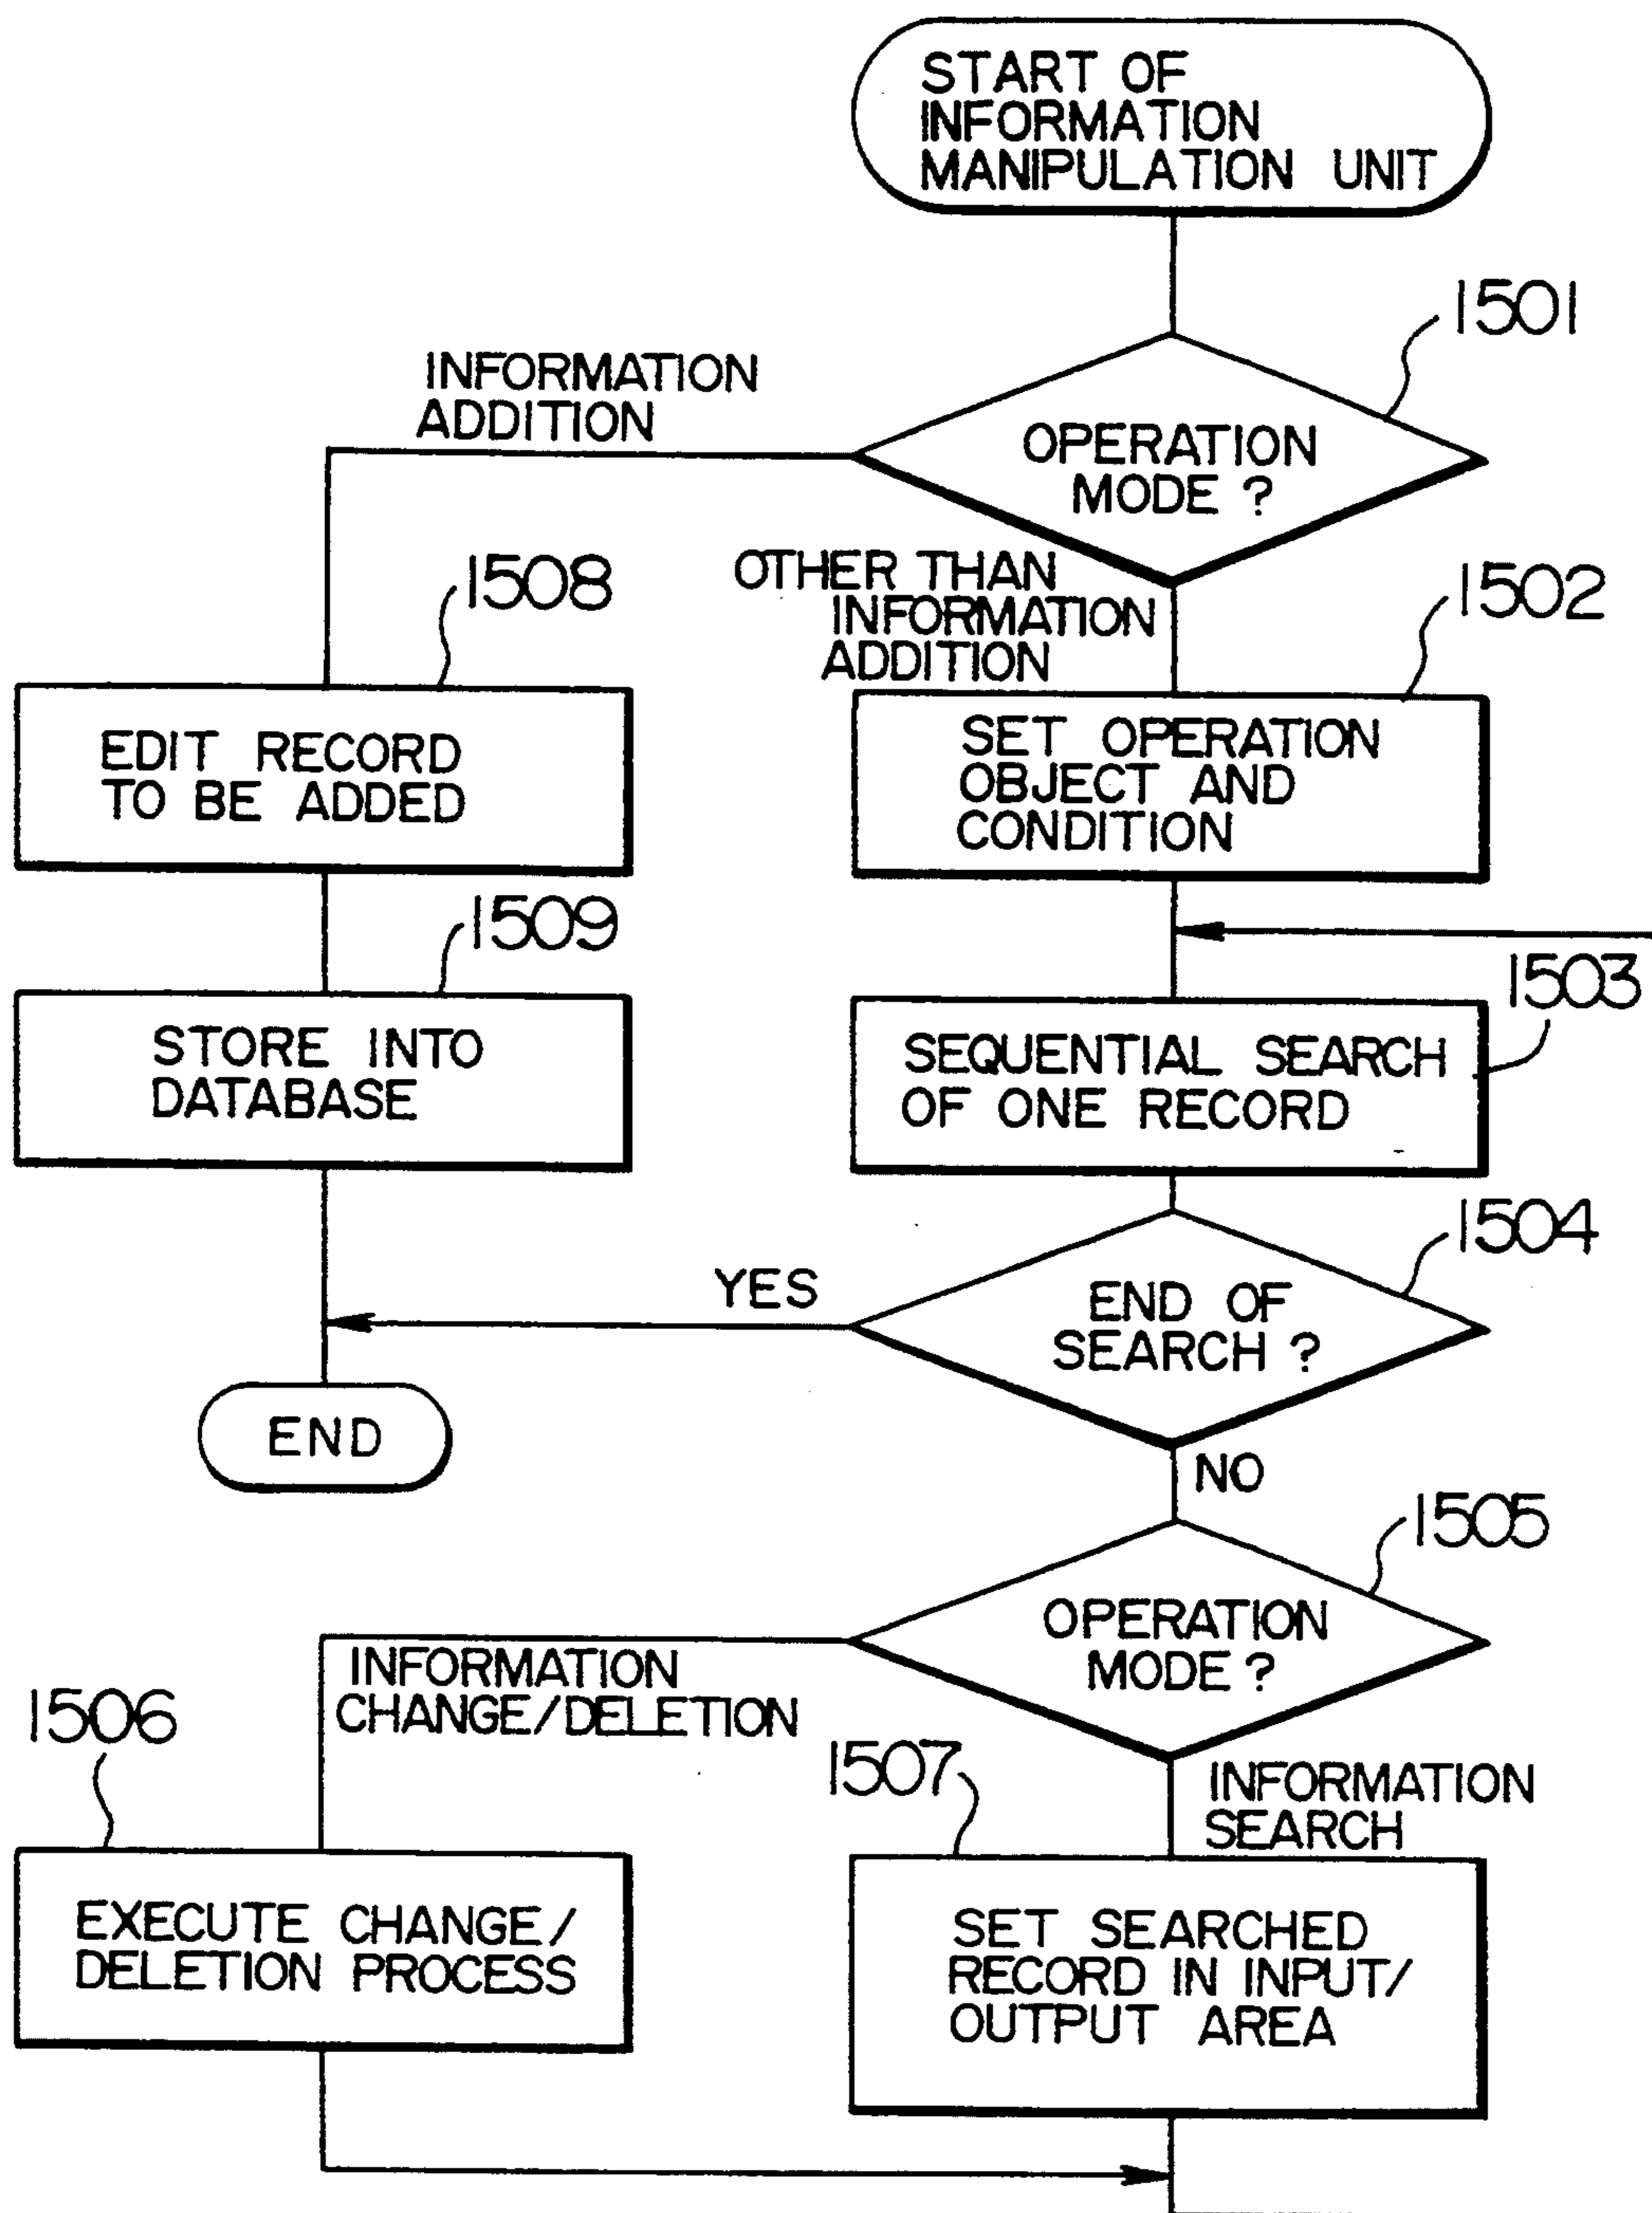 START OF
INFORMATION
MANIPULATION UNIT
1501
INFORMATION
ADDITION
OPERATION
MODE ?
OTHER THAN
INFORMATION
ADDITION
1508
1502
EDIT RECORD
TO BE ADDED
SET OPERATION
OBJECT AND
CONDITION
1509
1503
STORE INTO
DATABASE
SEQUENTIAL SEARCH
OF ONE RECORD
1504
YES
END OF
SEARCH ?
END
NO
1505
OPERATION
MODE ?
INFORMATION
CHANGE/DELETION
1506
1507
INFORMATION
SEARCH
EXECUTE CHANGE/
DELETION PROCESS
SET SEARCHED
RECORD IN INPUT/
OUTPUT AREA